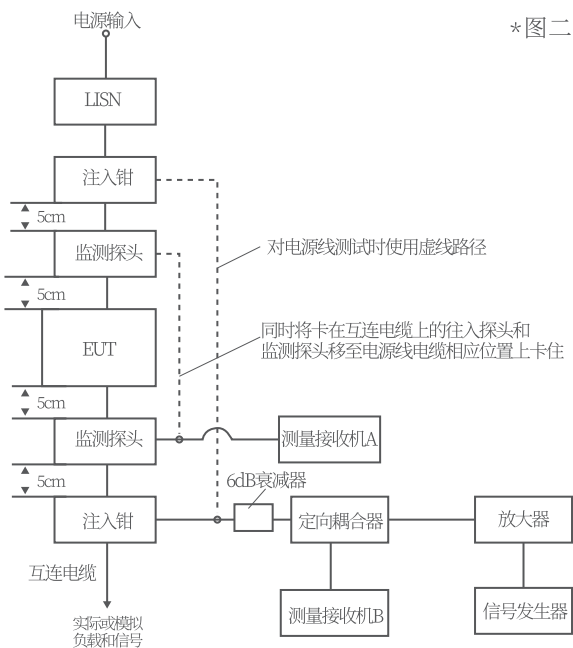 电源输入
*图二
LISN
注入钳
5cm
监测探头
对电源线测试时使用虚线路径
5cm
EUT
同时将卡在互连电缆上的往入探头和
监测探头移至电源线电缆相应位置上卡住
5cm
监测探头
测量接收机A
5cm
6dB衰减器
注入钳
定向耦合器
放大器
互连电缆
测量接收机B
信号发生器
实际或模拟
负载和信号